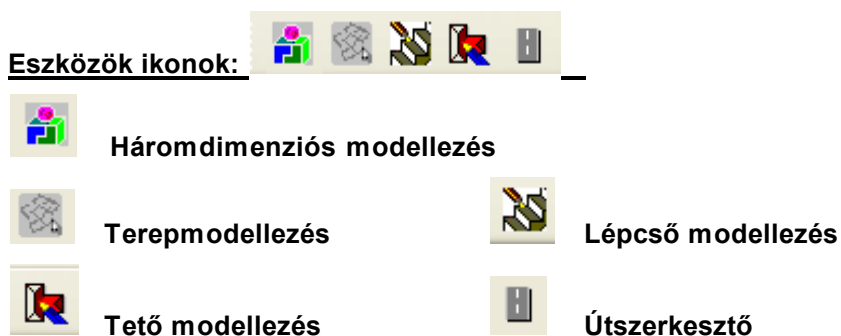 Eszközök ikonok:
Háromdimenziós modellezés
Terepmodellezés
Lépcső modellezés
Tető modellezés
Útszerkesztő